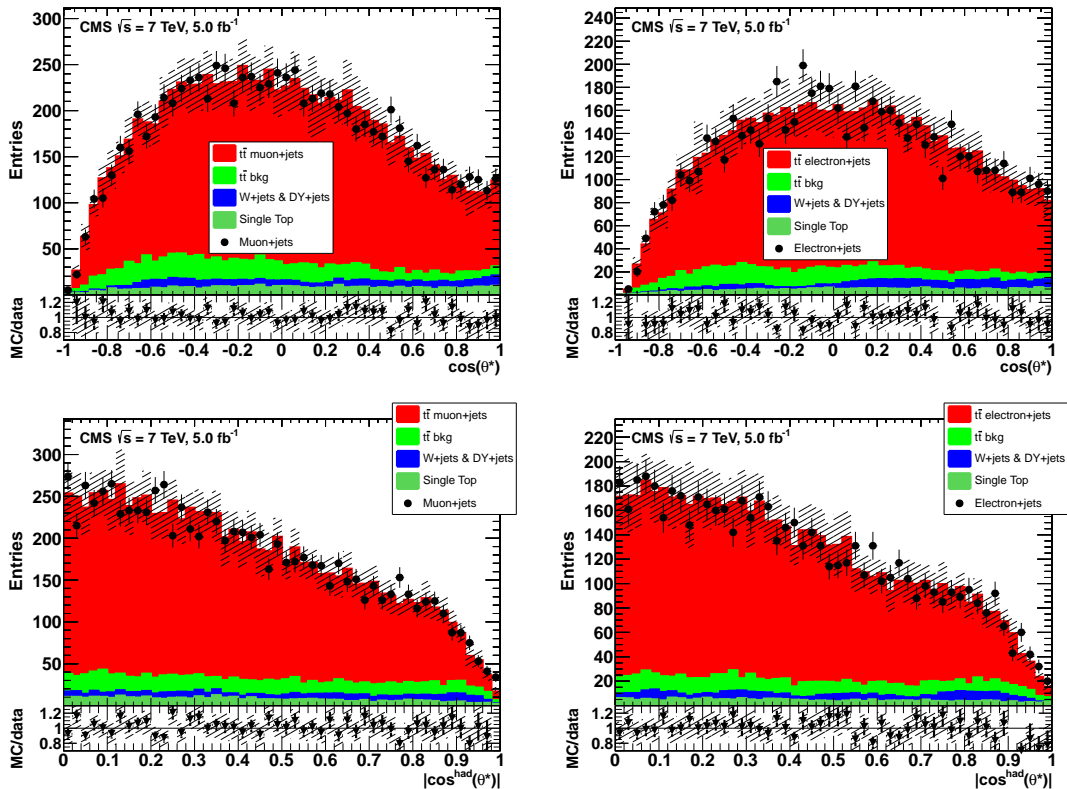 CMS √s = 7 TeV, 5.0 fb⁻¹
Entries
300
250
200
150
100
50
tt̄ muon+jets
tt̄ bkg
W+jets & DY+jets
Single Top
Muon+jets
MC/data
1.2
1
0.8
-1 -0.8 -0.6 -0.4 -0.2 0 0.2 0.4 0.6 0.8 1
cos(θ*)
CMS √s = 7 TeV, 5.0 fb⁻¹
Entries
240
220
200
180
160
140
120
100
80
60
40
20
tt̄ electron+jets
tt̄ bkg
W+jets & DY+jets
Single Top
Electron+jets
MC/data
1.2
1
0.8
-1 -0.8 -0.6 -0.4 -0.2 0 0.2 0.4 0.6 0.8 1
cos(θ*)
CMS √s = 7 TeV, 5.0 fb⁻¹
Entries
300
250
200
150
100
50
tt̄ muon+jets
tt̄ bkg
W+jets & DY+jets
Single Top
Muon+jets
MC/data
1.2
1
0.8
0 0.1 0.2 0.3 0.4 0.5 0.6 0.7 0.8 0.9 1
|cosʰᵃᵈ(θ*)|
CMS √s = 7 TeV, 5.0 fb⁻¹
Entries
220
200
180
160
140
120
100
80
60
40
20
tt̄ electron+jets
tt̄ bkg
W+jets & DY+jets
Single Top
Electron+jets
MC/data
1.2
1
0.8
0 0.1 0.2 0.3 0.4 0.5 0.6 0.7 0.8 0.9 1
|cosʰᵃᵈ(θ*)|